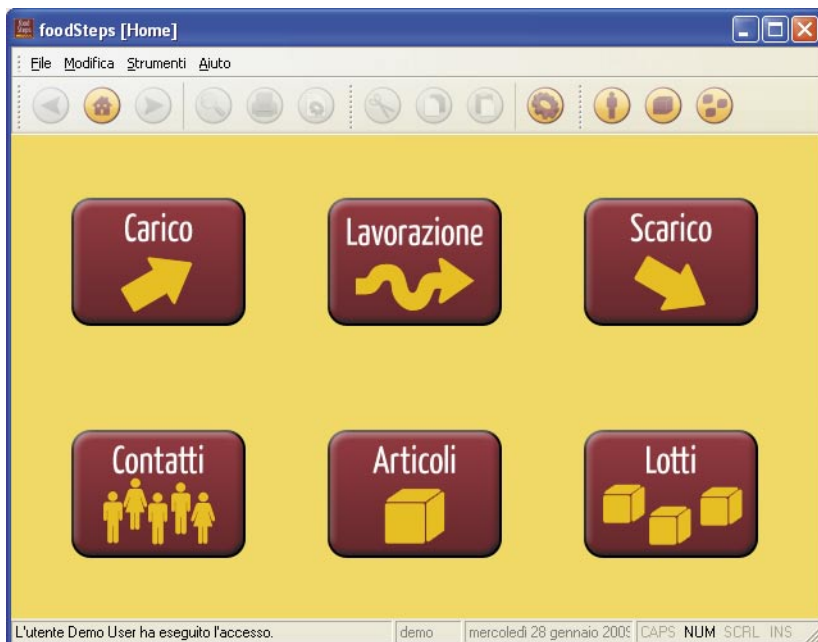 foodSteps [Home]
File Modifica Strumenti Aiuto
Carico Lavorazione Scarico
Contatti Articoli Lotti
L'utente Demo User ha eseguito l'accesso. demo mercoledì 28 gennaio 2009 CAPS NUM SCRL INS